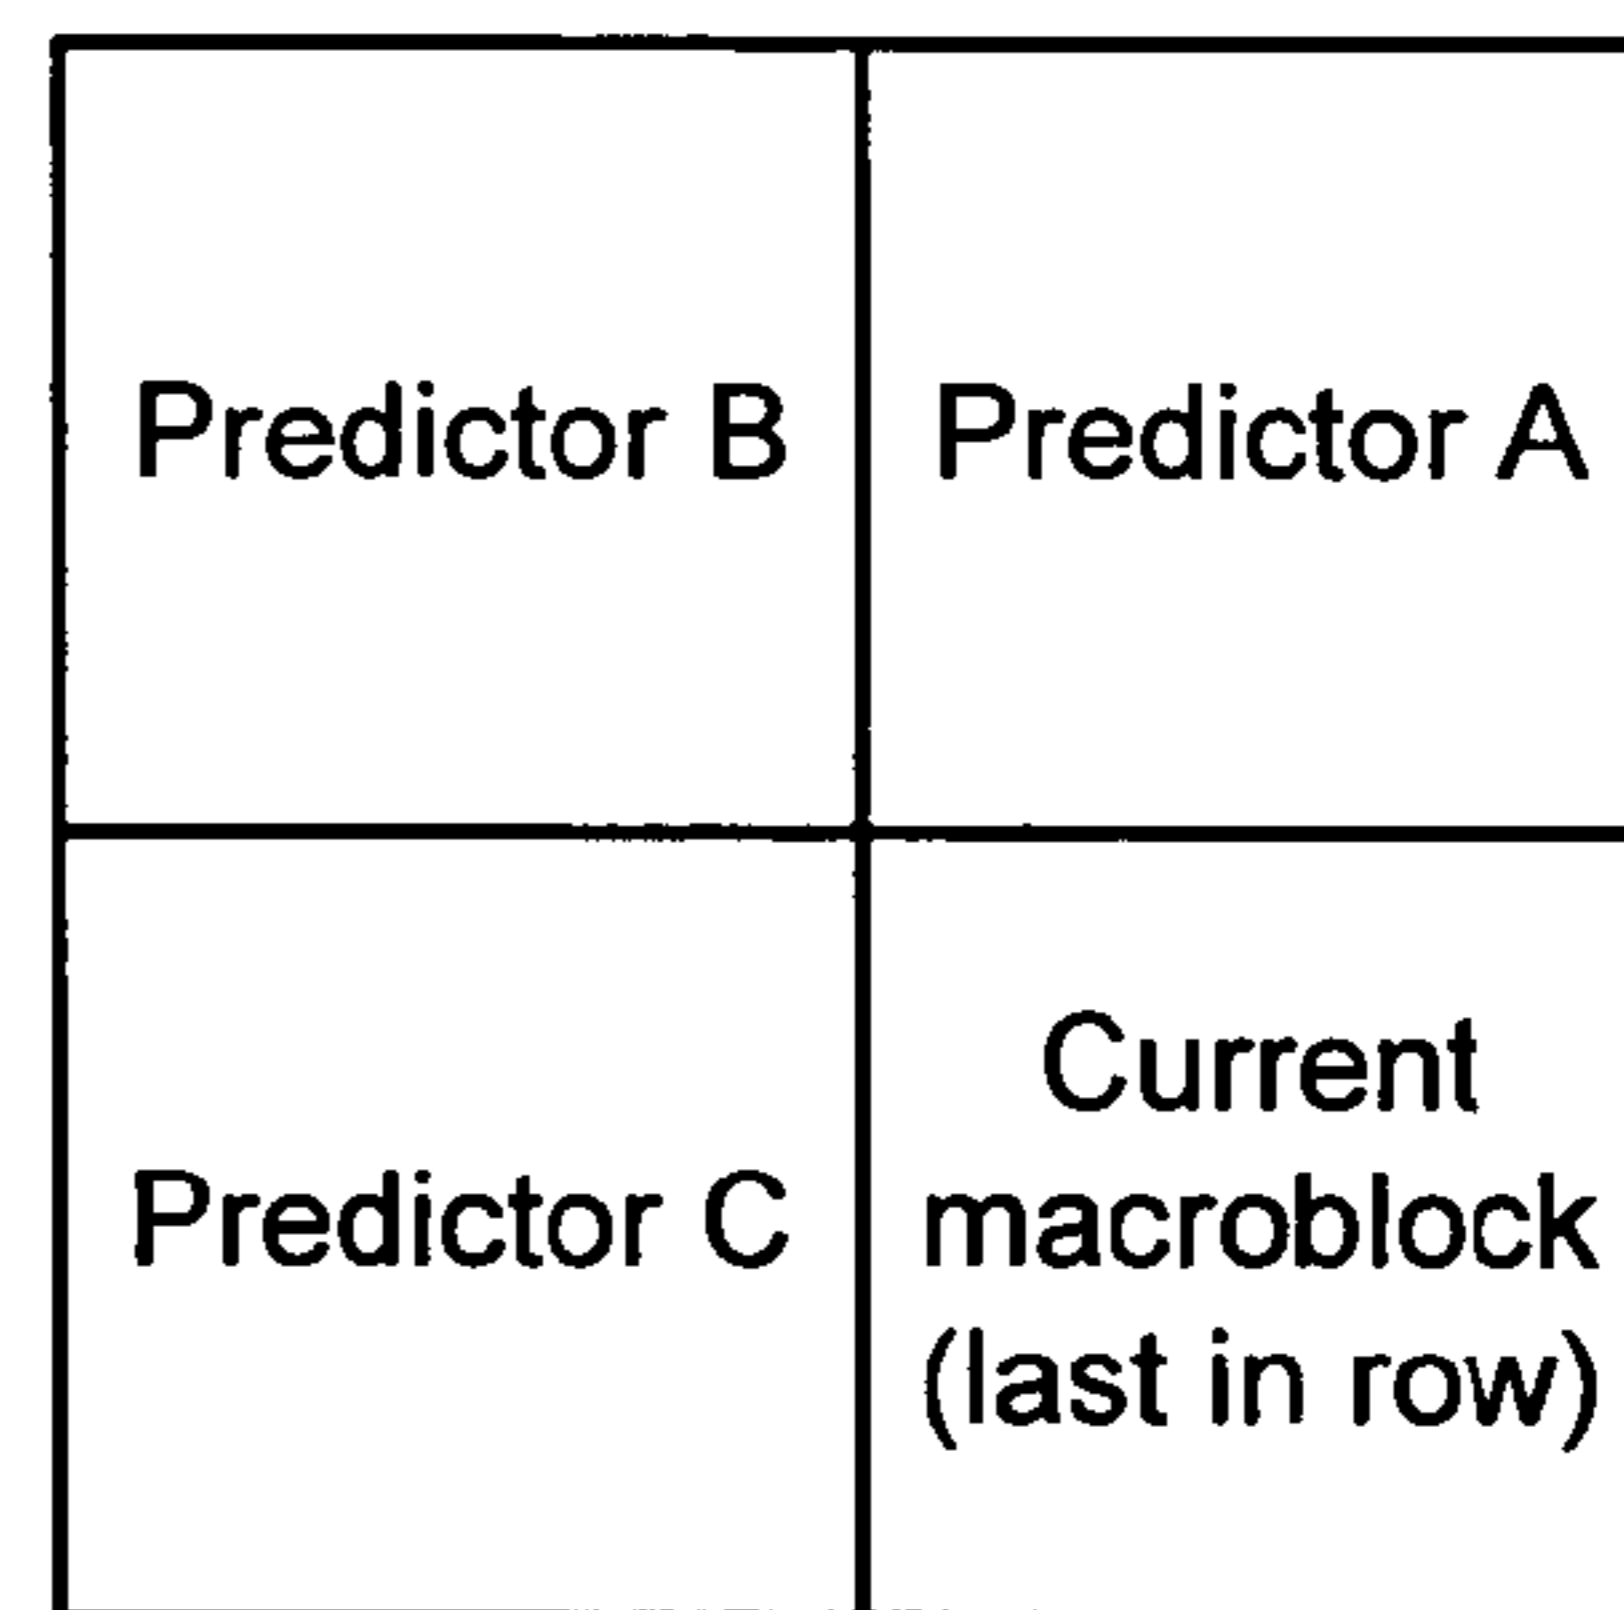 Predictor B
Predictor A
Predictor C
Current
macroblock
(last in row)